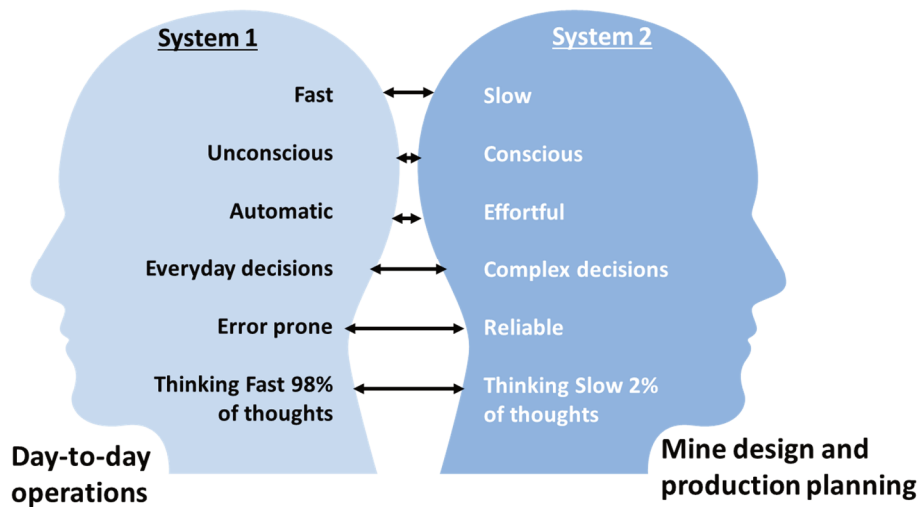 System 1
System 2
Fast
Slow
Unconscious
Conscious
Automatic
Effortful
Everyday decisions
Complex decisions
Error prone
Reliable
Thinking Fast 98%
of thoughts
Thinking Slow 2%
of thoughts
Day-to-day
operations
Mine design and
production planning